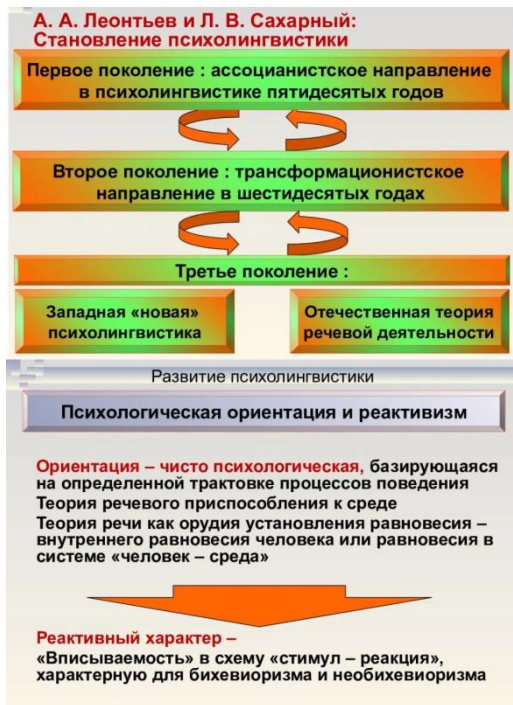 А. А. Леонтьев и Л. В. Сахарный:
Становление психолингвистики
Первое поколение : ассоцианистское направление
в психолингвистике пятидесятых годов
Второе поколение : трансформационистское
направление в шестидесятых годах
Третье поколение :
Западная «новая»
психолингвистика
Отечественная теория
речевой деятельности
Развитие психолингвистики
Психологическая ориентация и реактивизм
Ориентация – чисто психологическая, базирующаяся
на определенной трактовке процессов поведения
Теория речевого приспособления к среде
Теория речи как орудия установления равновесия –
внутреннего равновесия человека или равновесия в
системе «человек – среда»
Реактивный характер –
«Вписываемость» в схему «стимул – реакция»,
характерную для бихевиоризма и необихевиоризма